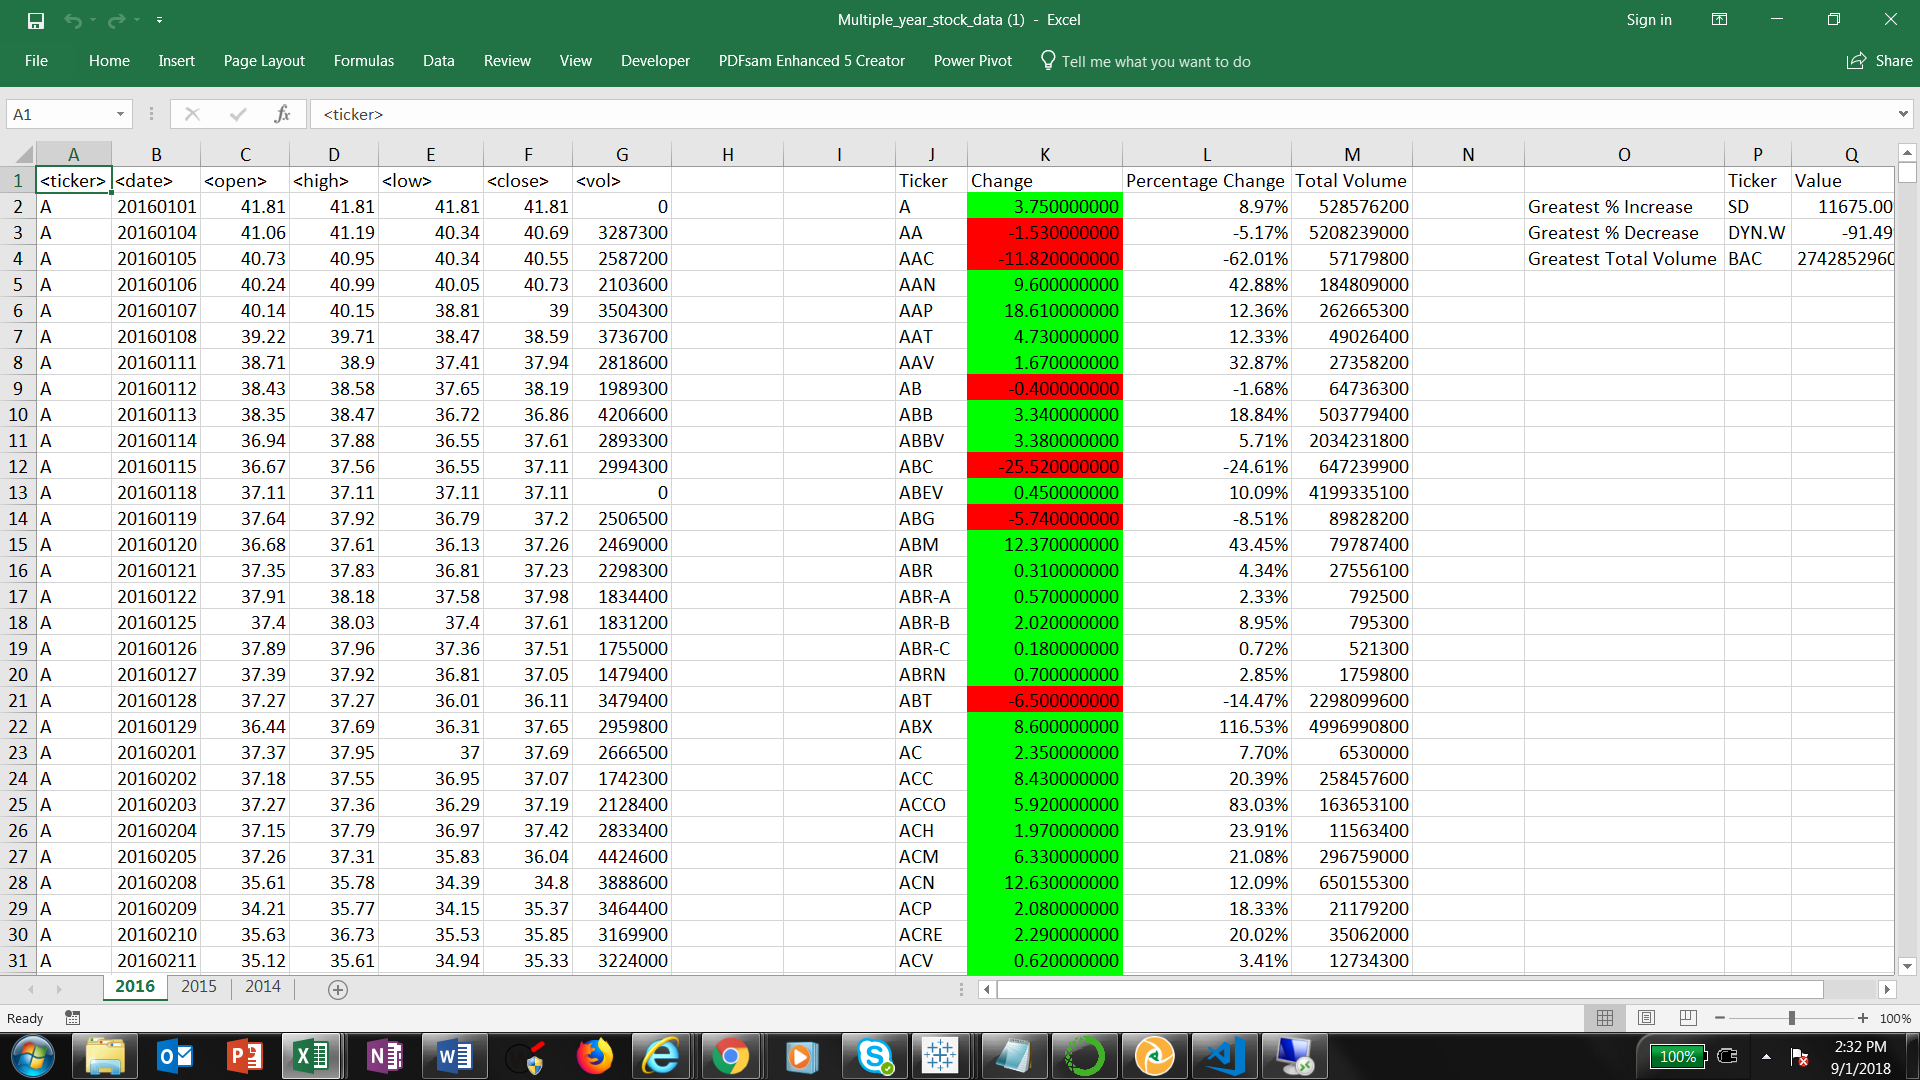 Multiple_year_stock_data (1) - Excel
Sign in
File Home Insert Page Layout Formulas Data Review View Developer PDFsam Enhanced 5 Creator Power Pivot Tell me what you want to do Share
A1 fx <ticker>
A B C D E F G H I J K L M N O P Q
1 <ticker> <date> <open> <high> <low> <close> <vol> Ticker Change Percentage Change Total Volume Ticker Value
2 A 20160101 41.81 41.81 41.81 41.81 0 A 3.750000000 8.97% 528576200 Greatest % Increase SD 11675.00
3 A 20160104 41.06 41.19 40.34 40.69 3287300 AA -1.530000000 -5.17% 5208239000 Greatest % Decrease DYN.W -91.49
4 A 20160105 40.73 40.95 40.34 40.55 2587200 AAC -11.820000000 -62.01% 57179800 Greatest Total Volume BAC 2742852960
5 A 20160106 40.24 40.99 40.05 40.73 2103600 AAN 9.600000000 42.88% 184809000
6 A 20160107 40.14 40.15 38.81 39 3504300 AAP 18.610000000 12.36% 262665300
7 A 20160108 39.22 39.71 38.47 38.59 3736700 AAT 4.730000000 12.33% 49026400
8 A 20160111 38.71 38.9 37.41 37.94 2818600 AAV 1.670000000 32.87% 27358200
9 A 20160112 38.43 38.58 37.65 38.19 1989300 AB -0.400000000 -1.68% 64736300
10 A 20160113 38.35 38.47 36.72 36.86 4206600 ABB 3.340000000 18.84% 503779400
11 A 20160114 36.94 37.88 36.55 37.61 2893300 ABBV 3.380000000 5.71% 2034231800
12 A 20160115 36.67 37.56 36.55 37.11 2994300 ABC -25.520000000 -24.61% 647239900
13 A 20160118 37.11 37.11 37.11 37.11 0 ABEV 0.450000000 10.09% 4199335100
14 A 20160119 37.64 37.92 36.79 37.2 2506500 ABG -5.740000000 -8.51% 89828200
15 A 20160120 36.68 37.61 36.13 37.26 2469000 ABM 12.370000000 43.45% 79787400
16 A 20160121 37.35 37.83 36.81 37.23 2298300 ABR 0.310000000 4.34% 27556100
17 A 20160122 37.91 38.18 37.58 37.98 1834400 ABR-A 0.570000000 2.33% 792500
18 A 20160125 37.4 38.03 37.4 37.61 1831200 ABR-B 2.020000000 8.95% 795300
19 A 20160126 37.89 37.96 37.36 37.51 1755000 ABR-C 0.180000000 0.72% 521300
20 A 20160127 37.39 37.92 36.81 37.05 1479400 ABRN 0.700000000 2.85% 1759800
21 A 20160128 37.27 37.27 36.01 36.11 3479400 ABT -6.500000000 -14.47% 2298099600
22 A 20160129 36.44 37.69 36.31 37.65 2959800 ABX 8.600000000 116.53% 4996990800
23 A 20160201 37.37 37.95 37 37.69 2666500 AC 2.350000000 7.70% 6530000
24 A 20160202 37.18 37.55 36.95 37.07 1742300 ACC 8.430000000 20.39% 258457600
25 A 20160203 37.27 37.36 36.29 37.19 2128400 ACCO 5.920000000 83.03% 163653100
26 A 20160204 37.15 37.79 36.97 37.42 2833400 ACH 1.970000000 23.91% 11563400
27 A 20160205 37.26 37.31 35.83 36.04 4424600 ACM 6.330000000 21.08% 296759000
28 A 20160208 35.61 35.78 34.39 34.8 3888600 ACN 12.630000000 12.09% 650155300
29 A 20160209 34.21 35.77 34.15 35.37 3464400 ACP 2.080000000 18.33% 21179200
30 A 20160210 35.63 36.73 35.53 35.85 3169900 ACRE 2.290000000 20.02% 35062000
31 A 20160211 35.12 35.61 34.94 35.33 3224000 ACV 0.620000000 3.41% 12734300
2016 2015 2014
Ready 100%
100% 2:32 PM
9/1/2018